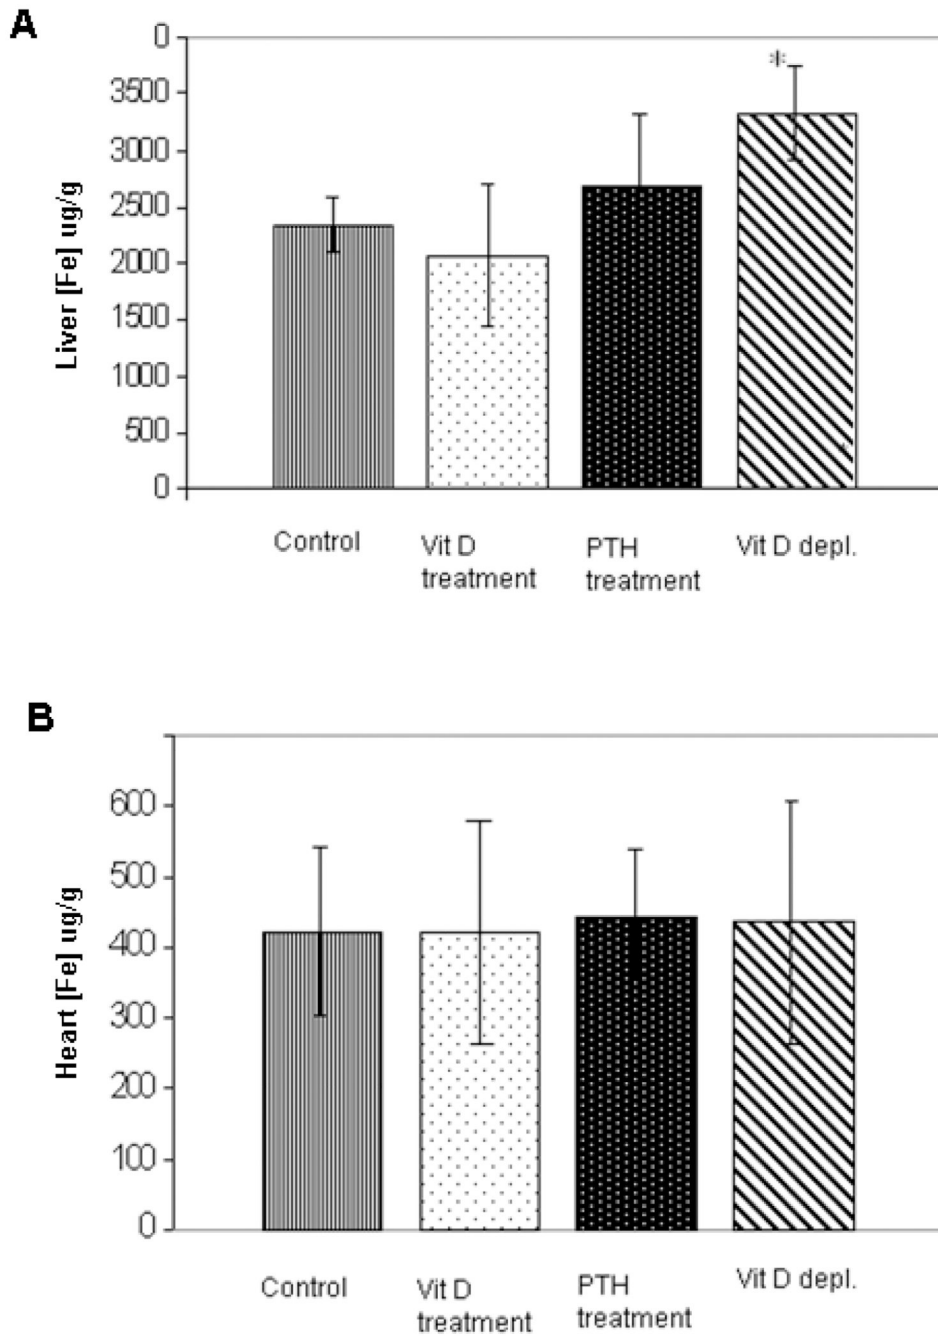 A
0
3500
3000
2500
2000
1500
1000
500
0
Liver [Fe] ug/g
*
Control
Vit D
treatment
PTH
treatment
Vit D depl.
B
600
500
400
300
200
100
0
Heart [Fe] ug/g
Control
Vit D
treatment
PTH
treatment
Vit D depl.